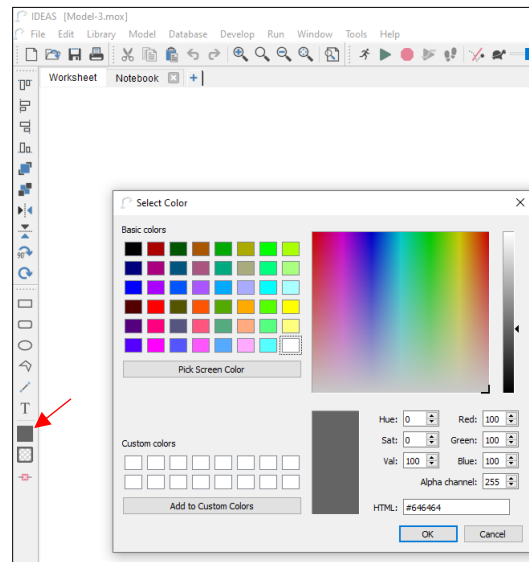 IDEAS [Model-3.mox]
File Edit Library Model Database Develop Run Window Tools Help
Worksheet Notebook
90°
T
Select Color
Basic colors
Pick Screen Color
Custom colors
Add to Custom Colors
Hue: 0 Red: 100
Sat: 0 Green: 100
Val: 100 Blue: 100
Alpha channel: 255
HTML: #646464
OK Cancel